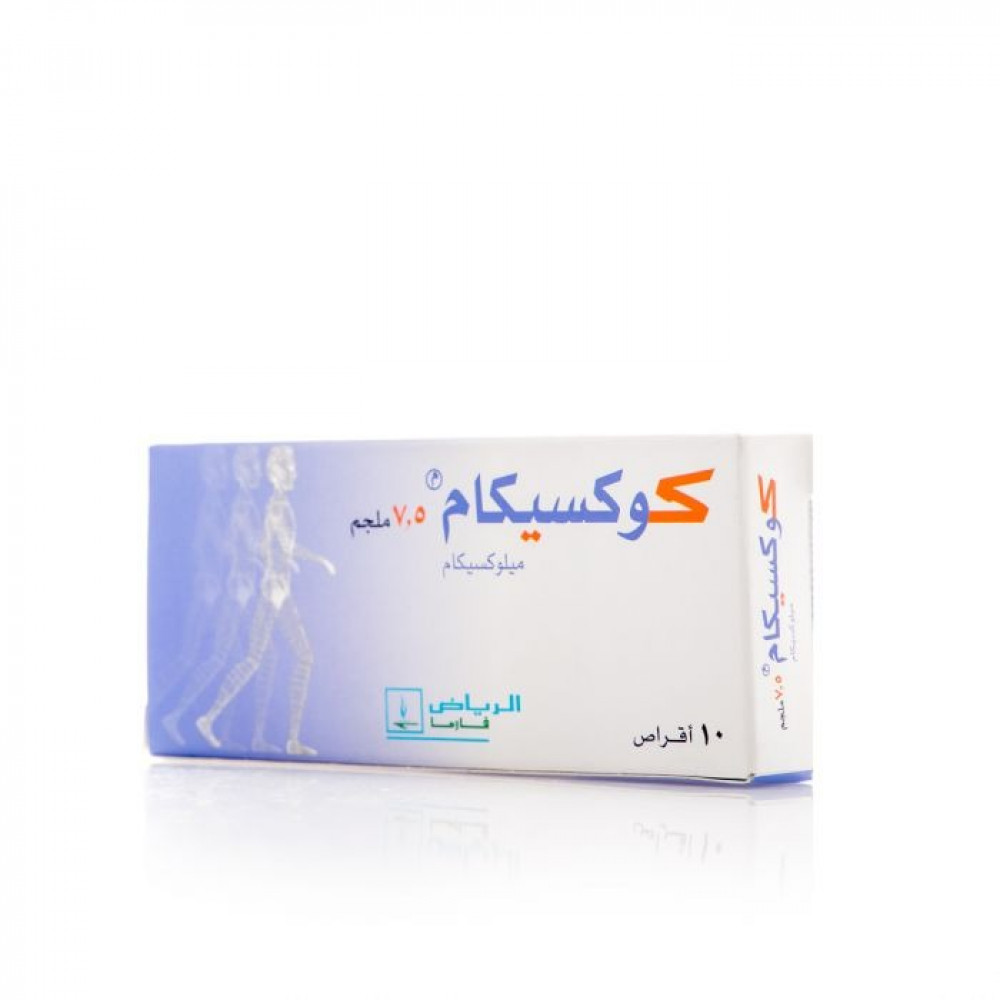 كوكسيكام م ٧,٥ ملجم
ميلوكسيكام
الرياض
فارما
١٠ أقراص
كوكسيكام م ٧,٥ ملجم
ميلوكسيكام